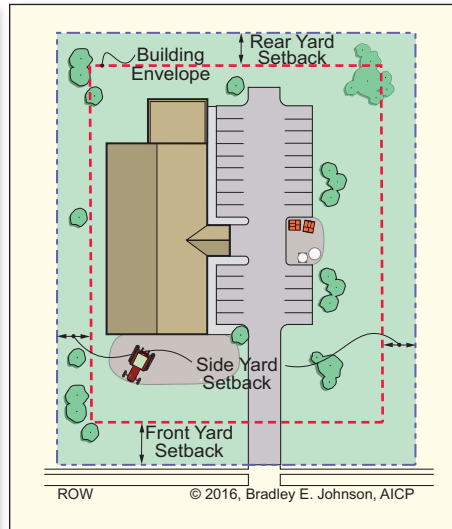 Rear Yard
Setback
Building
Envelope
Side Yard
Setback
Front Yard
Setback
ROW © 2016, Bradley E. Johnson, AICP